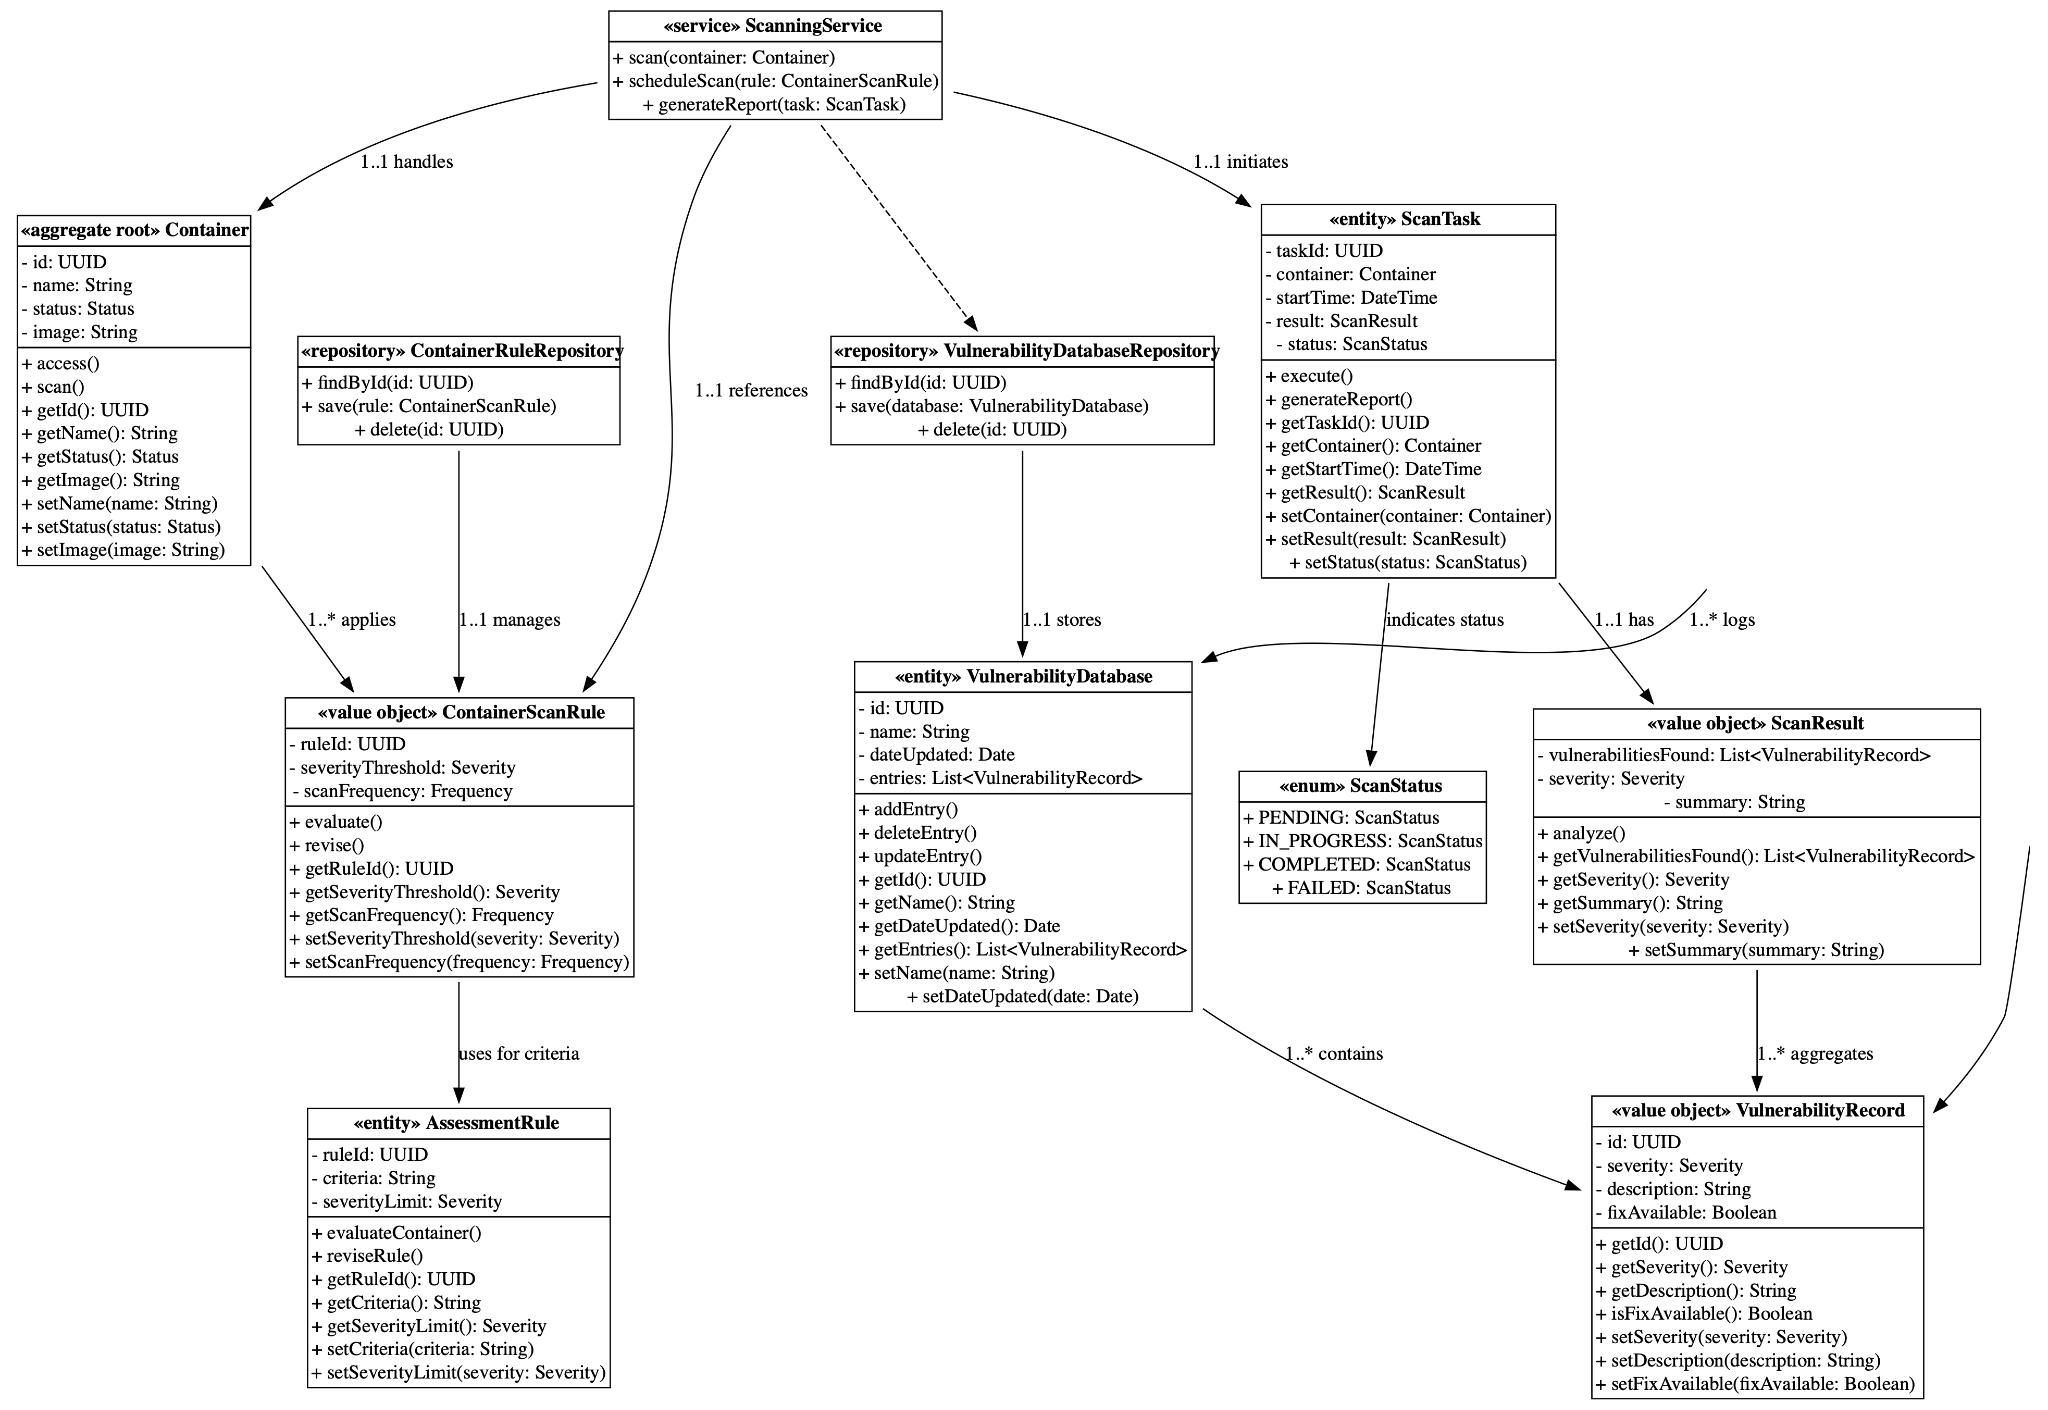 «service» ScanningService
+ scan(container: Container)
+ scheduleScan(rule: ContainerScanRule)
+ generateReport(task: ScanTask)
1..1 handles
1..1 initiates
«aggregate root» Container
- id: UUID
- name: String
- status: Status
- image: String
+ access()
+ scan()
+ getId(): UUID
+ getName(): String
+ getStatus(): Status
+ getImage(): String
+ setName(name: String)
+ setStatus(status: Status)
+ setImage(image: String)
«repository» ContainerRuleRepository
+ findById(id: UUID)
+ save(rule: ContainerScanRule)
+ delete(id: UUID)
1..1 references
«repository» VulnerabilityDatabaseRepository
+ findById(id: UUID)
+ save(database: VulnerabilityDatabase)
+ delete(id: UUID)
«entity» ScanTask
- taskId: UUID
- container: Container
- startTime: DateTime
- result: ScanResult
- status: ScanStatus
+ execute()
+ generateReport()
+ getTaskId(): UUID
+ getContainer(): Container
+ getStartTime(): DateTime
+ getResult(): ScanResult
+ setContainer(container: Container)
+ setResult(result: ScanResult)
+ setStatus(status: ScanStatus)
1..* applies
1..1 manages
1..1 stores
indicates status
1..1 has
1..* logs
«value object» ContainerScanRule
- ruleId: UUID
- severityThreshold: Severity
- scanFrequency: Frequency
+ evaluate()
+ revise()
+ getRuleId(): UUID
+ getSeverityThreshold(): Severity
+ getScanFrequency(): Frequency
+ setSeverityThreshold(severity: Severity)
+ setScanFrequency(frequency: Frequency)
«entity» VulnerabilityDatabase
- id: UUID
- name: String
- dateUpdated: Date
- entries: List<VulnerabilityRecord>
+ addEntry()
+ deleteEntry()
+ updateEntry()
+ getId(): UUID
+ getName(): String
+ getDateUpdated(): Date
+ getEntries(): List<VulnerabilityRecord>
+ setName(name: String)
+ setDateUpdated(date: Date)
«enum» ScanStatus
+ PENDING: ScanStatus
+ IN_PROGRESS: ScanStatus
+ COMPLETED: ScanStatus
+ FAILED: ScanStatus
«value object» ScanResult
- vulnerabilitiesFound: List<VulnerabilityRecord>
- severity: Severity
- summary: String
+ analyze()
+ getVulnerabilitiesFound(): List<VulnerabilityRecord>
+ getSeverity(): Severity
+ getSummary(): String
+ setSeverity(severity: Severity)
+ setSummary(summary: String)
uses for criteria
1..* contains
1..* aggregates
«entity» AssessmentRule
- ruleId: UUID
- criteria: String
- severityLimit: Severity
+ evaluateContainer()
+ reviseRule()
+ getRuleId(): UUID
+ getCriteria(): String
+ getSeverityLimit(): Severity
+ setCriteria(criteria: String)
+ setSeverityLimit(severity: Severity)
«value object» VulnerabilityRecord
- id: UUID
- severity: Severity
- description: String
- fixAvailable: Boolean
+ getId(): UUID
+ getSeverity(): Severity
+ getDescription(): String
+ isFixAvailable(): Boolean
+ setSeverity(severity: Severity)
+ setDescription(description: String)
+ setFixAvailable(fixAvailable: Boolean)